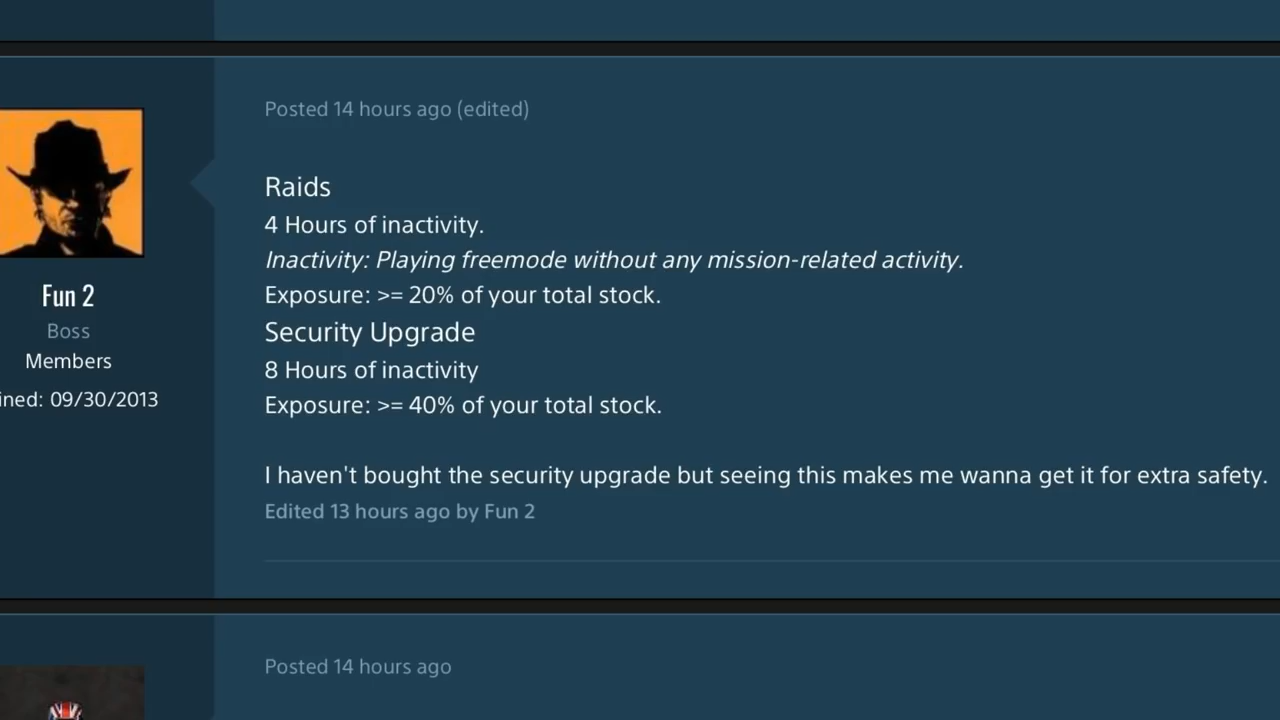 Posted 14 hours ago (edited)
Raids
4 Hours of inactivity.
Inactivity: Playing freemode without any mission-related activity.
Exposure: >= 20% of your total stock.
Security Upgrade
8 Hours of inactivity
Exposure: >= 40% of your total stock.
I haven't bought the security upgrade but seeing this makes me wanna get it for extra safety.
Edited 13 hours ago by Fun 2
Fun 2
Boss
Members
ined: 09/30/2013
Posted 14 hours ago